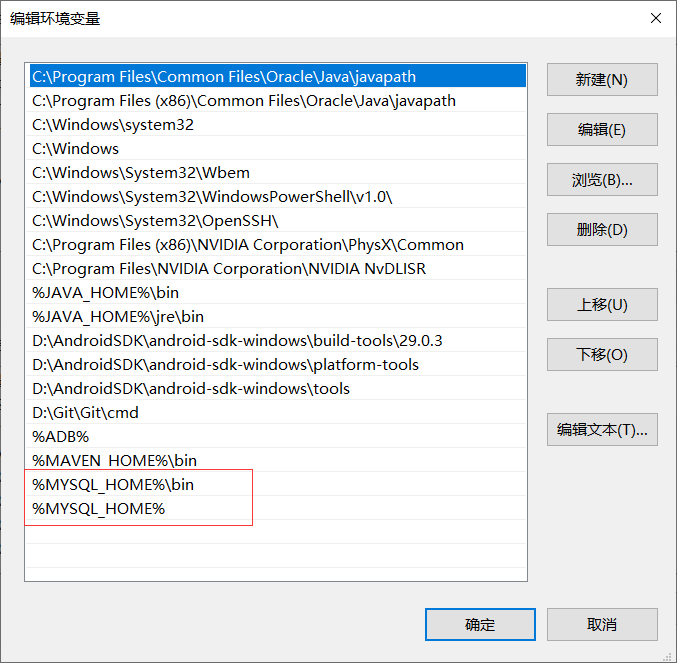 编辑环境变量
C:\Program Files\Common Files\Oracle\Java\javapath
新建(N)
C:\Program Files (x86)\Common Files\Oracle\Java\javapath
C:\Windows\system32
编辑(E)
C:\Windows
C:\Windows\System32\Wbem
浏览(B)...
C:\Windows\System32\WindowsPowerShell\v1.0\
C:\Windows\System32\OpenSSH\
删除(D)
C:\Program Files (x86)\NVIDIA Corporation\PhysX\Common
C:\Program Files\NVIDIA Corporation\NVIDIA NvDLISR
%JAVA_HOME%\bin
上移(U)
%JAVA_HOME%\jre\bin
D:\AndroidSDK\android-sdk-windows\build-tools\29.0.3
下移(O)
D:\AndroidSDK\android-sdk-windows\platform-tools
D:\AndroidSDK\android-sdk-windows\tools
D:\Git\Git\cmd
编辑文本(T)...
%ADB%
%MAVEN_HOME%\bin
%MYSQL_HOME%\bin
%MYSQL_HOME%
确定
取消